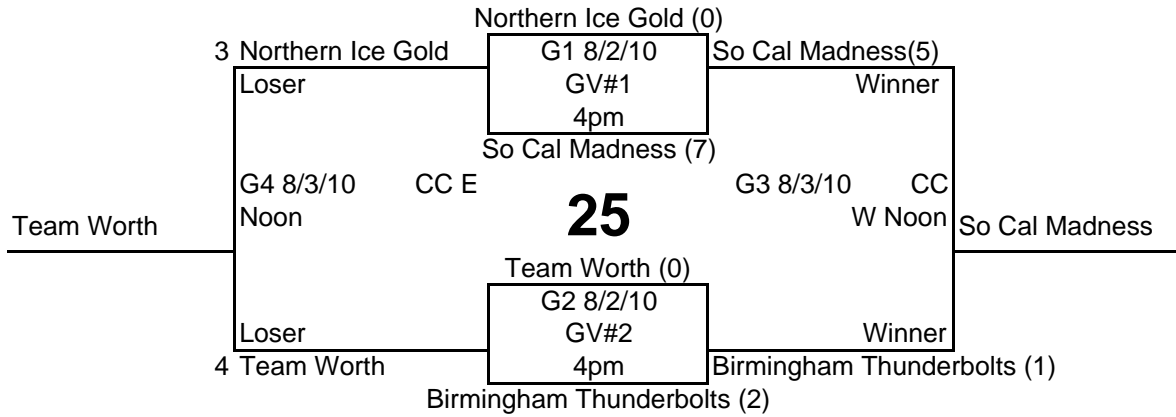 Northern Ice Gold (0)
3 Northern Ice Gold
G1 8/2/10
So Cal Madness(5)
Loser
GV#1
Winner
4pm
So Cal Madness (7)
G4 8/3/10 CC E
G3 8/3/10 CC
Noon
25
W Noon
Team Worth
So Cal Madness
Team Worth (0)
G2 8/2/10
Loser
GV#2
Winner
4 Team Worth
4pm
Birmingham Thunderbolts (1)
Birmingham Thunderbolts (2)